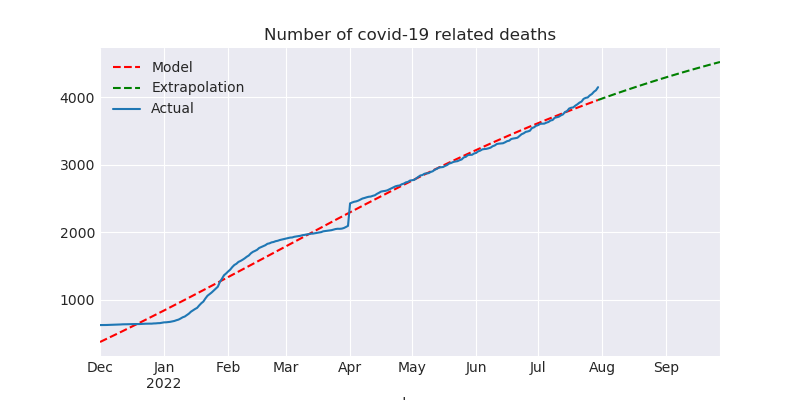 Number of covid-19 related deaths
Model
Extrapolation
Actual
4000
3000
2000
1000
Dec Jan Feb Mar Apr May Jun Jul Aug Sep
2022